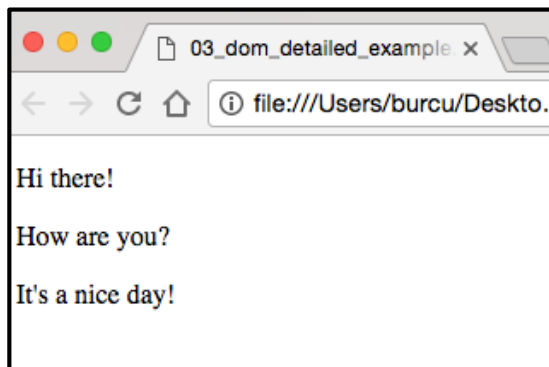 03_dom_detailed_example.
file:///Users/burcu/Deskto.
Hi there!
How are you?
It's a nice day!